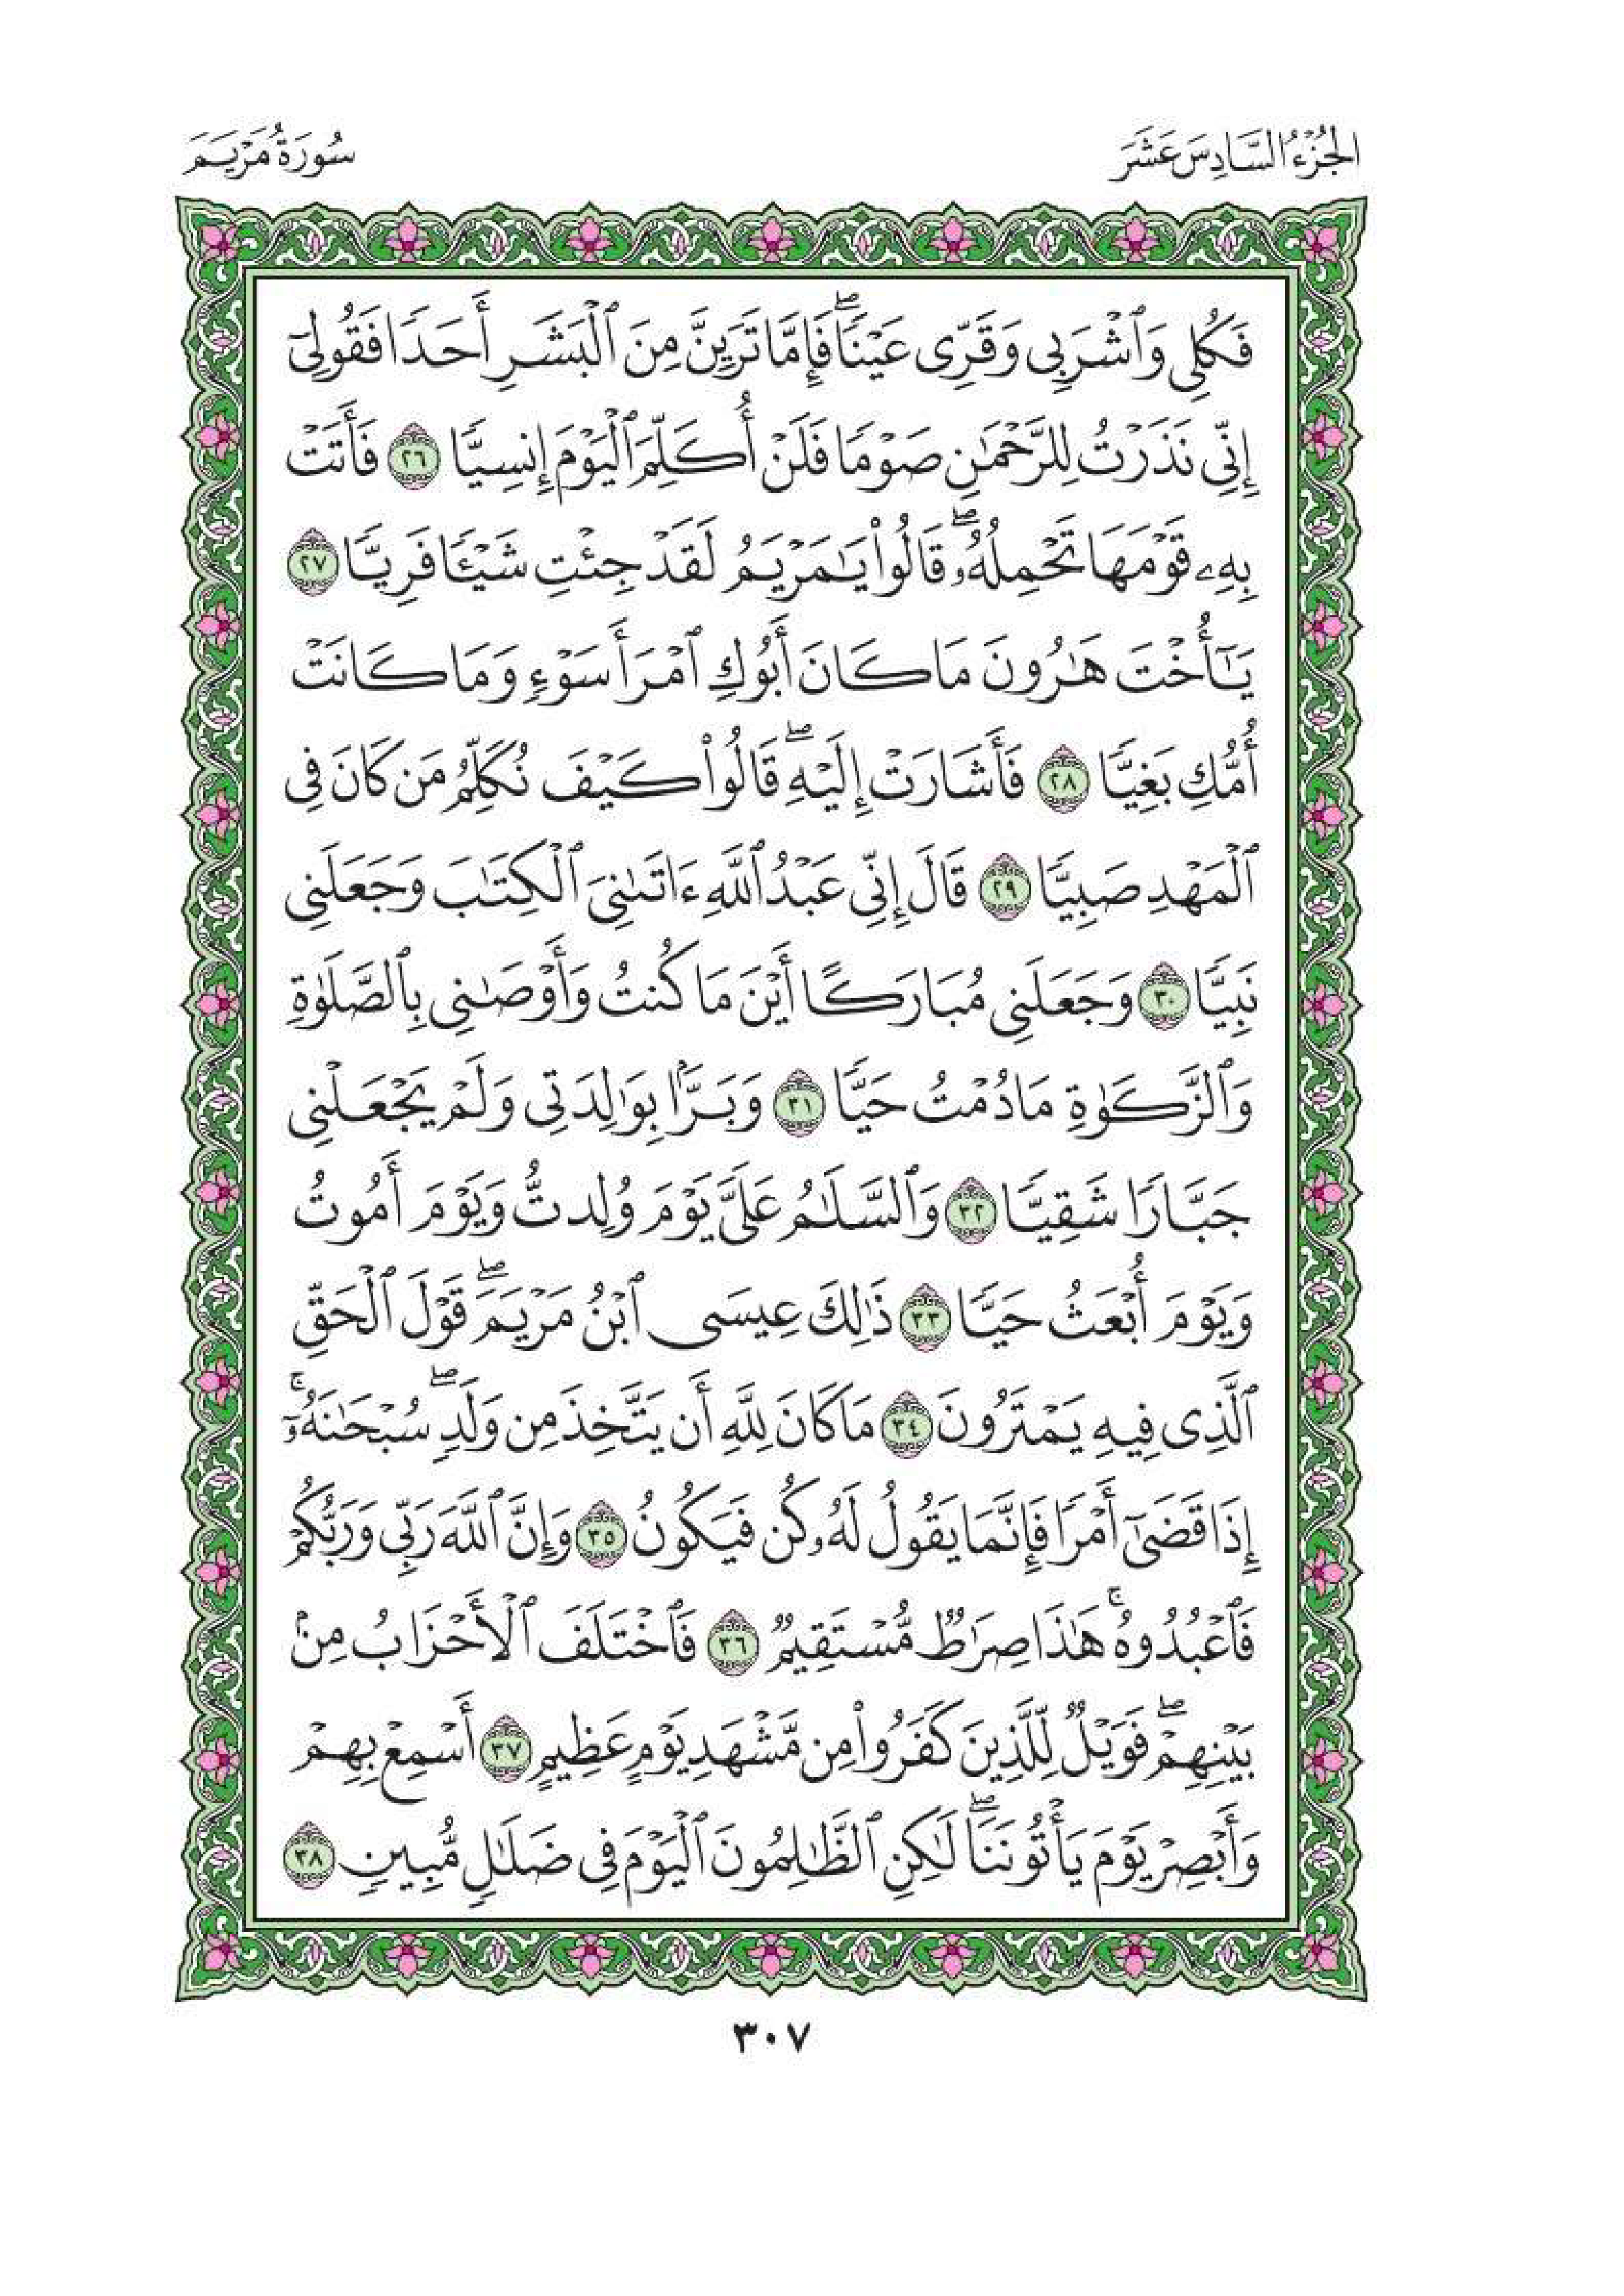 الجُزْءُ السَّادِسَ عَشَرَ
سُورَةُ مَرْيَمَ
فَكُلِي وَٱشْرَبِي وَقَرِّي عَيْنٗاۖ فَإِمَّا تَرَيِنَّ مِنَ ٱلْبَشَرِ أَحَدٗا فَقُولِيٓ
إِنِّي نَذَرْتُ لِلرَّحْمَٰنِ صَوْمٗا فَلَنْ أُكَلِّمَ ٱلْيَوْمَ إِنسِيّٗا ٢٦ فَأَتَتْ
بِهِۦ قَوْمَهَا تَحْمِلُهُۥۖ قَالُواْ يَٰمَرْيَمُ لَقَدْ جِئْتِ شَيْـٔٗا فَرِيّٗا ٢٧
يَٰٓأُخْتَ هَٰرُونَ مَا كَانَ أَبُوكِ ٱمْرَأَ سَوْءٖ وَمَا كَانَتْ
أُمُّكِ بَغِيّٗا ٢٨ فَأَشَارَتْ إِلَيْهِۖ قَالُواْ كَيْفَ نُكَلِّمُ مَن كَانَ فِي
ٱلْمَهْدِ صَبِيّٗا ٢٩ قَالَ إِنِّي عَبْدُ ٱللَّهِ ءَاتَىٰنِيَ ٱلْكِتَٰبَ وَجَعَلَنِي
نَبِيّٗا ٣٠ وَجَعَلَنِي مُبَارَكًا أَيْنَ مَا كُنتُ وَأَوْصَٰنِي بِٱلصَّلَوٰةِ
وَٱلزَّكَوٰةِ مَا دُمْتُ حَيّٗا ٣١ وَبَرَّۢا بِوَٰلِدَتِي وَلَمْ يَجْعَلْنِي
جَبَّارٗا شَقِيّٗا ٣٢ وَٱلسَّلَٰمُ عَلَيَّ يَوْمَ وُلِدتُّ وَيَوْمَ أَمُوتُ
وَيَوْمَ أُبْعَثُ حَيّٗا ٣٣ ذَٰلِكَ عِيسَى ٱبْنُ مَرْيَمَۖ قَوْلَ ٱلْحَقِّ
ٱلَّذِي فِيهِ يَمْتَرُونَ ٣٤ مَا كَانَ لِلَّهِ أَن يَتَّخِذَ مِن وَلَدٖۖ سُبْحَٰنَهُۥٓۚ
إِذَا قَضَىٰٓ أَمْرٗا فَإِنَّمَا يَقُولُ لَهُۥ كُن فَيَكُونُ ٣٥ وَإِنَّ ٱللَّهَ رَبِّي وَرَبُّكُمْ
فَٱعْبُدُوهُۚ هَٰذَا صِرَٰطٞ مُّسْتَقِيمٞ ٣٦ فَٱخْتَلَفَ ٱلْأَحْزَابُ مِنۢ
بَيْنِهِمْۖ فَوَيْلٞ لِّلَّذِينَ كَفَرُواْ مِن مَّشْهَدِ يَوْمٍ عَظِيمٍ ٣٧ أَسْمِعْ بِهِمْ
وَأَبْصِرْ يَوْمَ يَأْتُونَنَاۖ لَٰكِنِ ٱلظَّٰلِمُونَ ٱلْيَوْمَ فِي ضَلَٰلٖ مُّبِينٖ ٣٨
٣٠٧